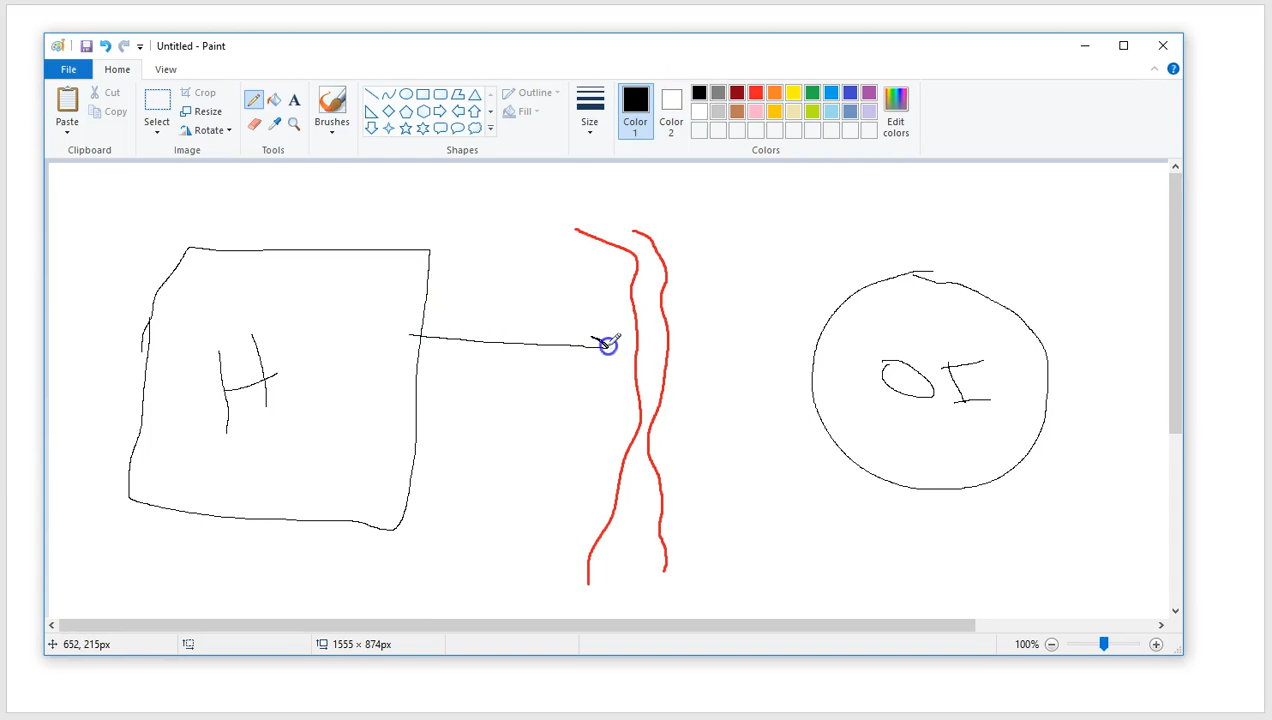 Untitled - Paint
File Home View
Paste
Cut
Copy
Clipboard
Select
Crop
Resize
Rotate
Image
Tools
Brushes
Shapes
Outline
Fill
Size
Color
1
Color
2
Colors
Edit
colors
H
OI
652, 215px
1555 × 874px
100%